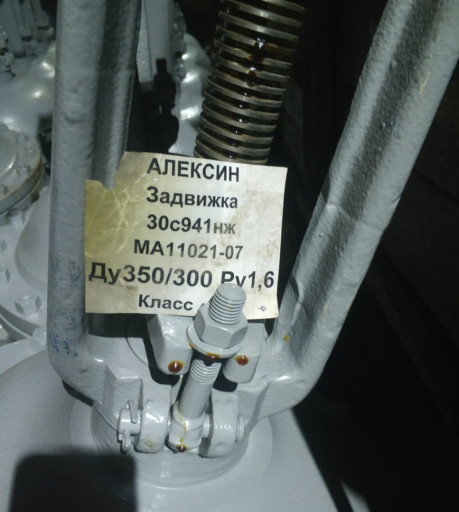 АЛЕКСИН
Задвижка
30с941нж
МА11021-07
Ду350/300 Ру1,6
Класс